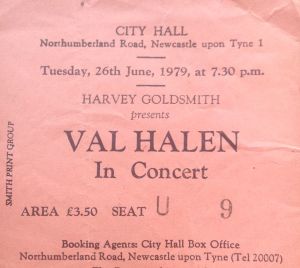 CITY HALL
Northumberland Road, Newcastle upon Tyne 1
Tuesday, 26th June, 1979, at 7.30 p.m.
HARVEY GOLDSMITH
presents
VAL HALEN
In Concert
AREA £3.50 SEAT U 9
Booking Agents: City Hall Box Office
Northumberland Road, Newcastle upon Tyne (Tel 20007)
SMITH PRINT GROUP